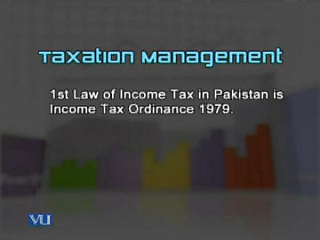 Taxation Management
1st Law of Income Tax in Pakistan is
Income Tax Ordinance 1979.
VU